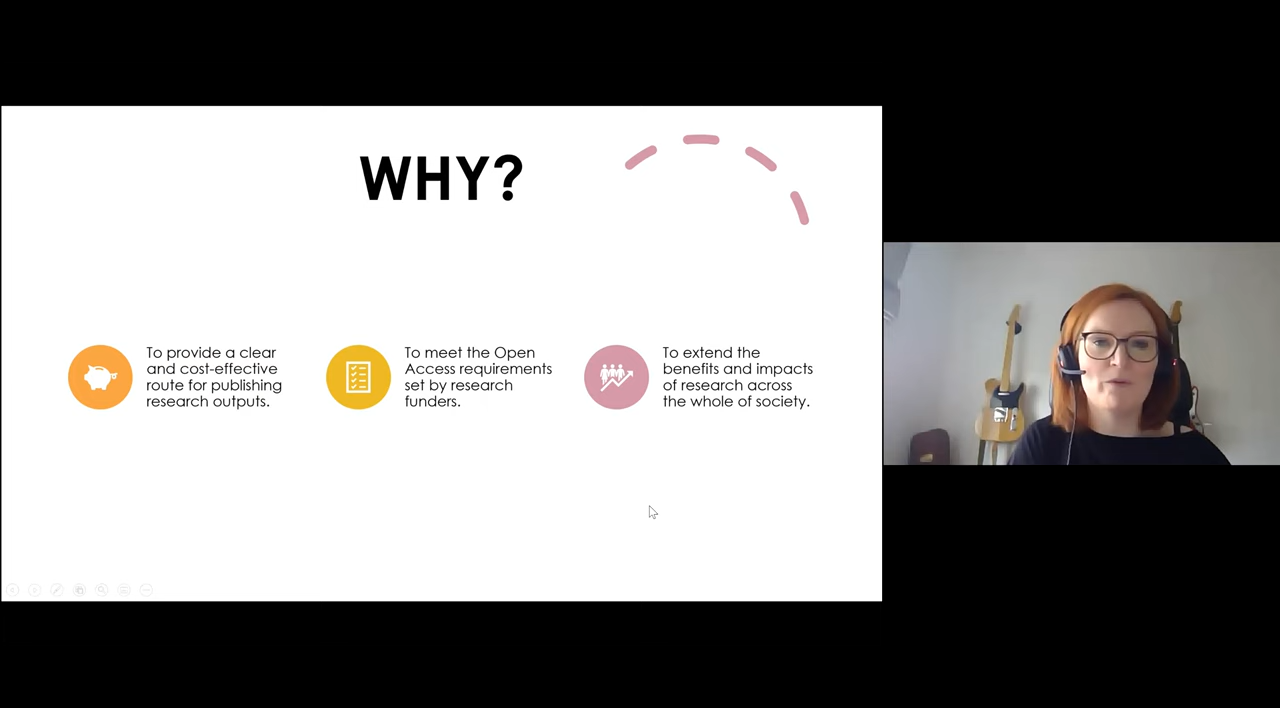 WHY?
To provide a clear
and cost-effective
route for publishing
research outputs.
To meet the Open
Access requirements
set by research
funders.
To extend the
benefits and impacts
of research across
the whole of society.